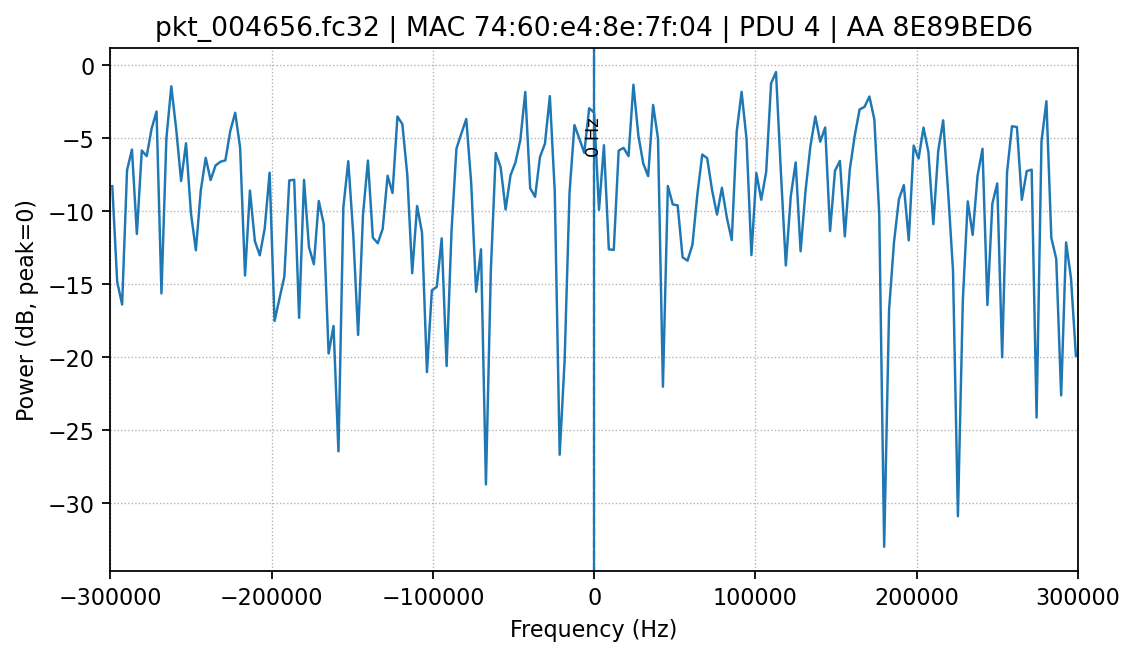 pkt_004656.fc32 | MAC 74:60:e4:8e:7f:04 | PDU 4 | AA 8E89BED6
Power (dB, peak=0)
0
−5
−10
−15
−20
−25
−30
0 Hz
−300000 −200000 −100000 0 100000 200000 300000
Frequency (Hz)